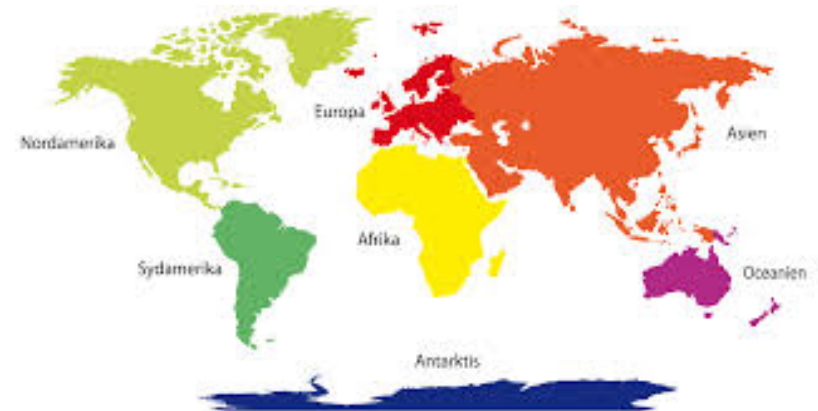 Europa
Nordamerika
Asien
Afrika
Sydamerika
Oceanien
Antarktis